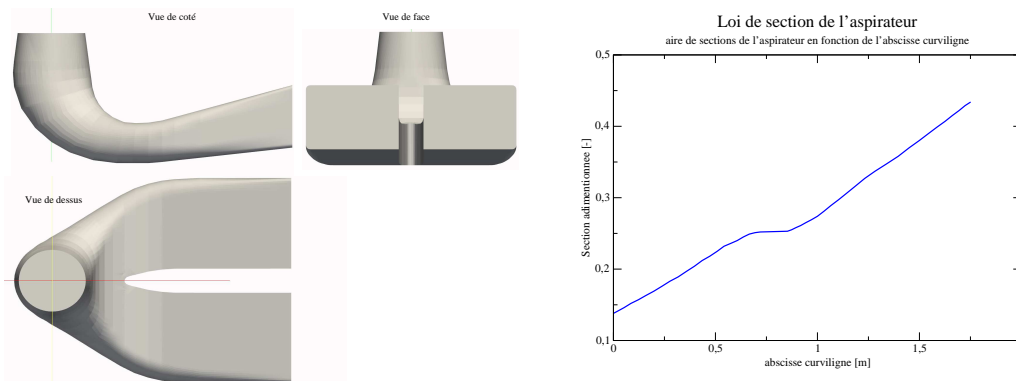 Vue de coté
Vue de face
Vue de dessus
Loi de section de l'aspirateur
aire de sections de l'aspirateur en fonction de l'abscisse curviligne
0,5
0,4
0,3
0,2
0,1
Section adimentionnee [-]
0
0,5
1
1,5
abscisse curviligne [m]